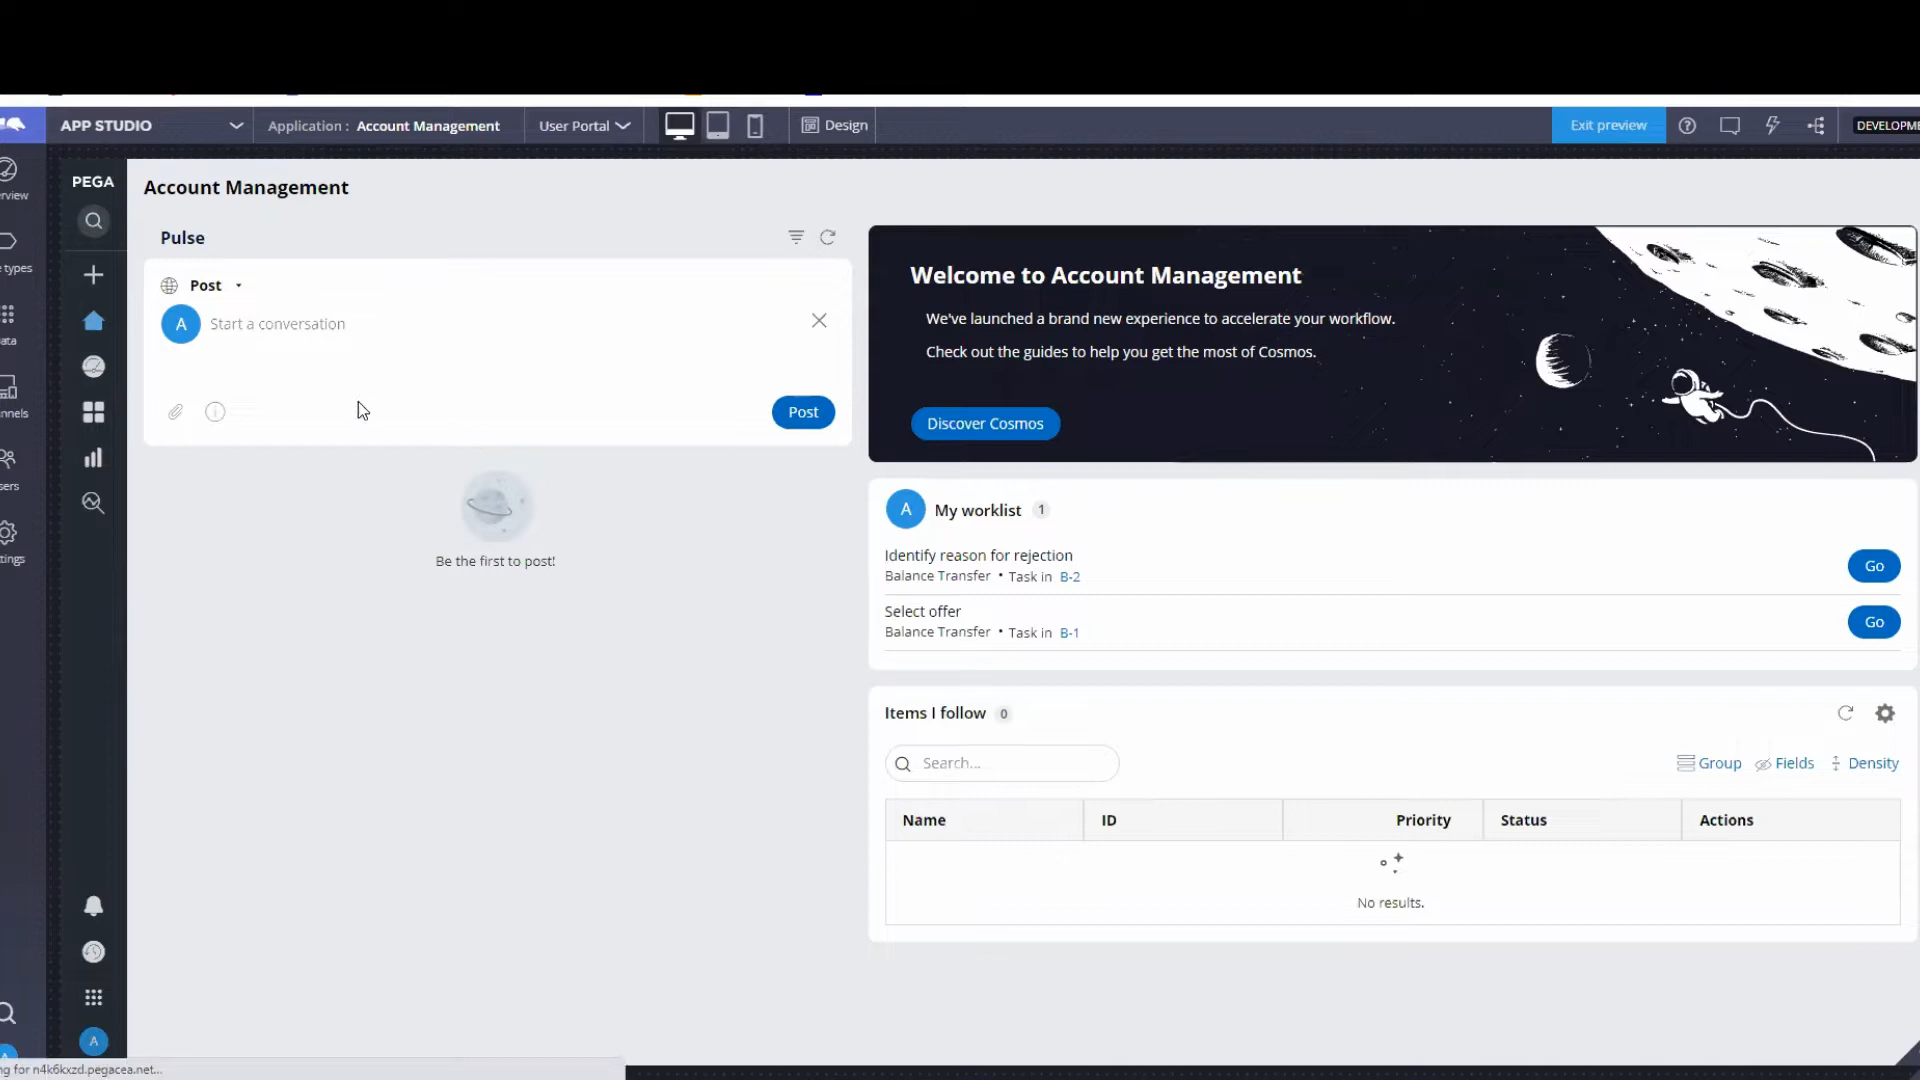 APP STUDIO
Application : Account Management
User Portal
Design
Exit preview
DEVELOPME
rview
PEGA
Account Management
Pulse
types
Post
Start a conversation
ata
nnels
Post
sers
tings
Be the first to post!
Welcome to Account Management
We've launched a brand new experience to accelerate your workflow.
Check out the guides to help you get the most of Cosmos.
Discover Cosmos
A
A
My worklist 1
Identify reason for rejection
Balance Transfer • Task in B-2
Go
Select offer
Balance Transfer • Task in B-1
Go
Items I follow 0
Search...
Group Fields Density
Name ID Priority Status Actions
No results.
A
A
ng for n4k6kxzd.pegacea.net...